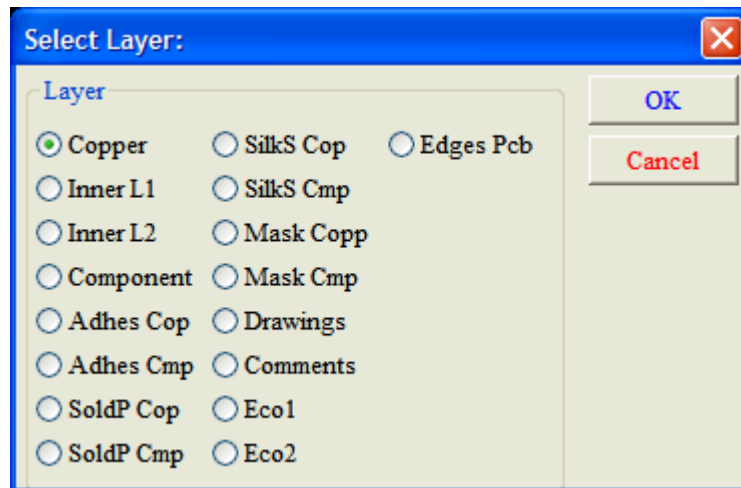 Select Layer:
Layer
OK
Copper SilkS Cop Edges Pcb
Cancel
Inner L1 SilkS Cmp
Inner L2 Mask Copp
Component Mask Cmp
Adhes Cop Drawings
Adhes Cmp Comments
SoldP Cop Eco1
SoldP Cmp Eco2